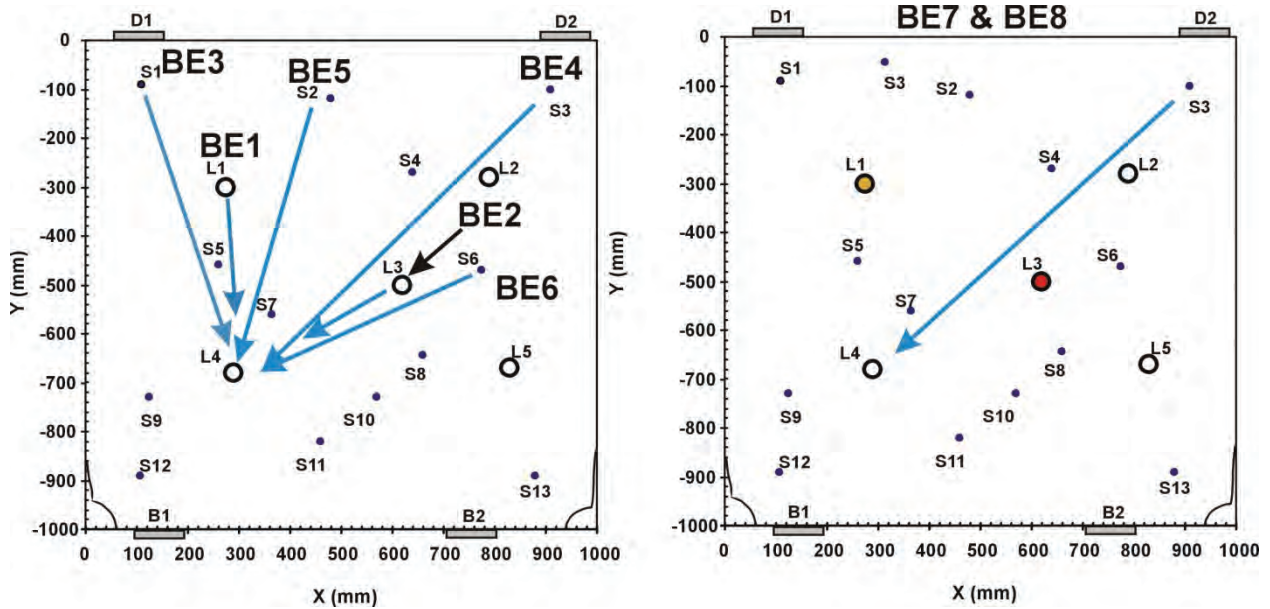 D1
D2
0
BE3
BE5
BE4
S1
S2
S3
-100
-200
BE1
L1
S4
L2
-300
BE2
-400
S5
L3
S6
BE6
-500
S7
-600
L4
L5
-700
S8
S9
S10
-800
S11
S12
S13
-900
B1
B2
-1000
0 100 200 300 400 500 600 700 800 900 1000
X (mm)
Y (mm)
BE7 & BE8
D1
D2
0
S1
S3
S2
S3
-100
-200
L1
S4
L2
-300
-400
S5
L3
S6
-500
S7
-600
L4
L5
-700
S8
S9
S10
-800
S11
S12
S13
-900
B1
B2
-1000
0 100 200 300 400 500 600 700 800 900 1000
X (mm)
Y (mm)